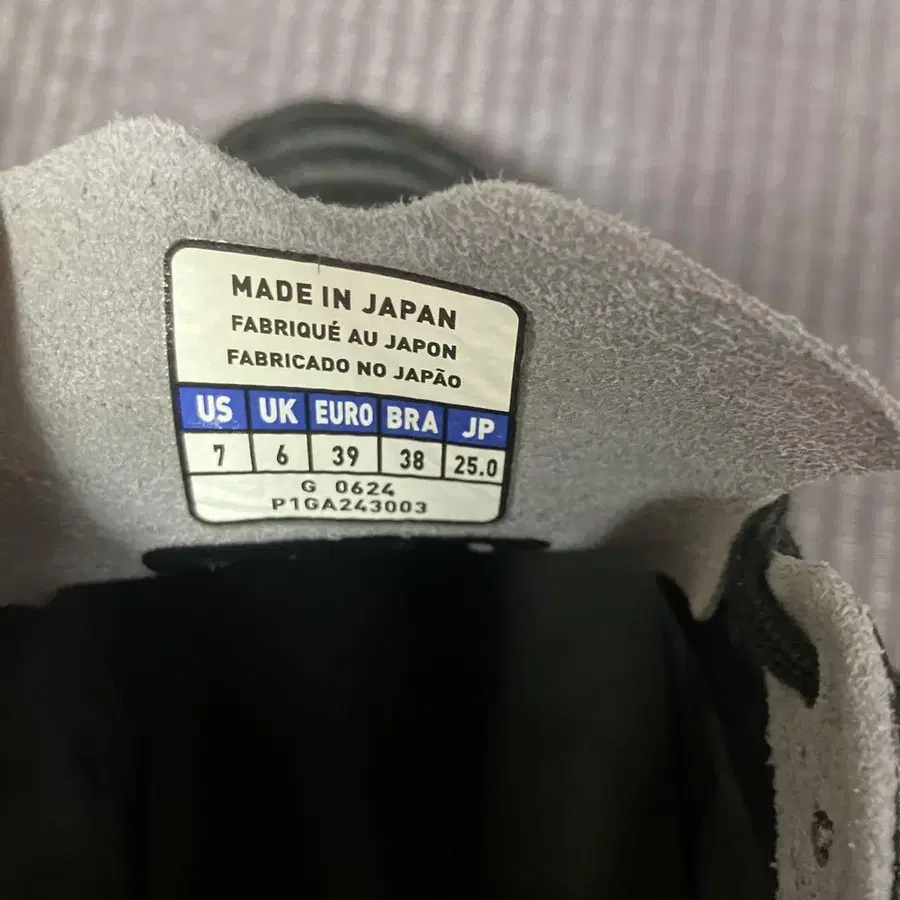 MADE IN JAPAN
FABRIQUÉ AU JAPON
FABRICADO NO JAPÃO
US UK EURO BRA JP
7 6 39 38 25.0
G 0624
P1GA243003